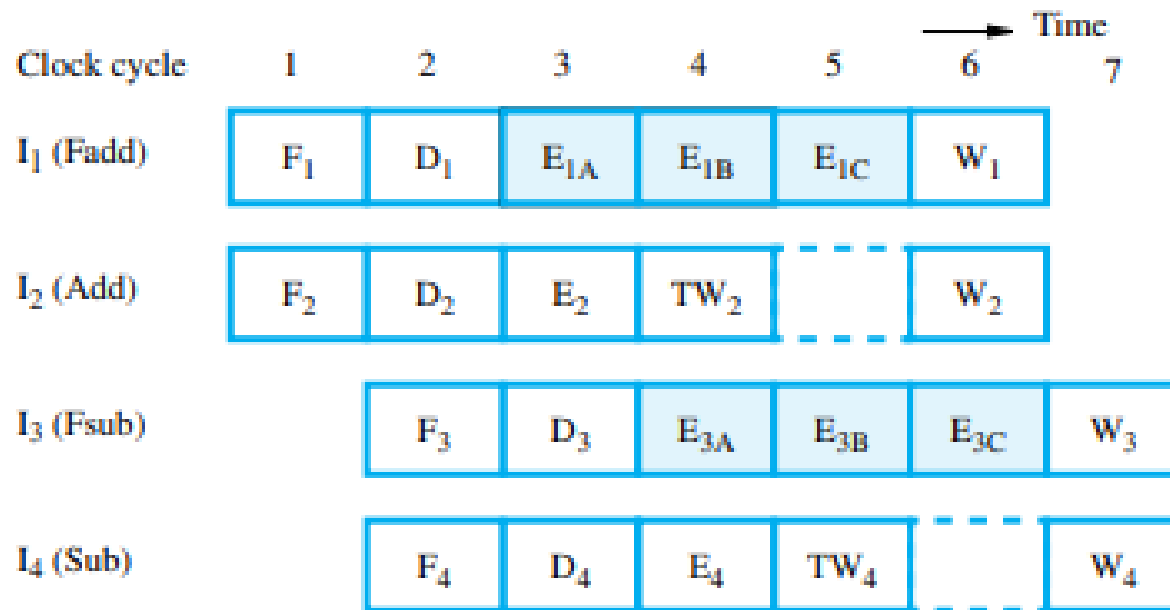 Time
Clock cycle 1 2 3 4 5 6 7
I1 (Fadd) F1 D1 E1A E1B E1C W1
I2 (Add) F2 D2 E2 TW2 W2
I3 (Fsub) F3 D3 E3A E3B E3C W3
I4 (Sub) F4 D4 E4 TW4 W4